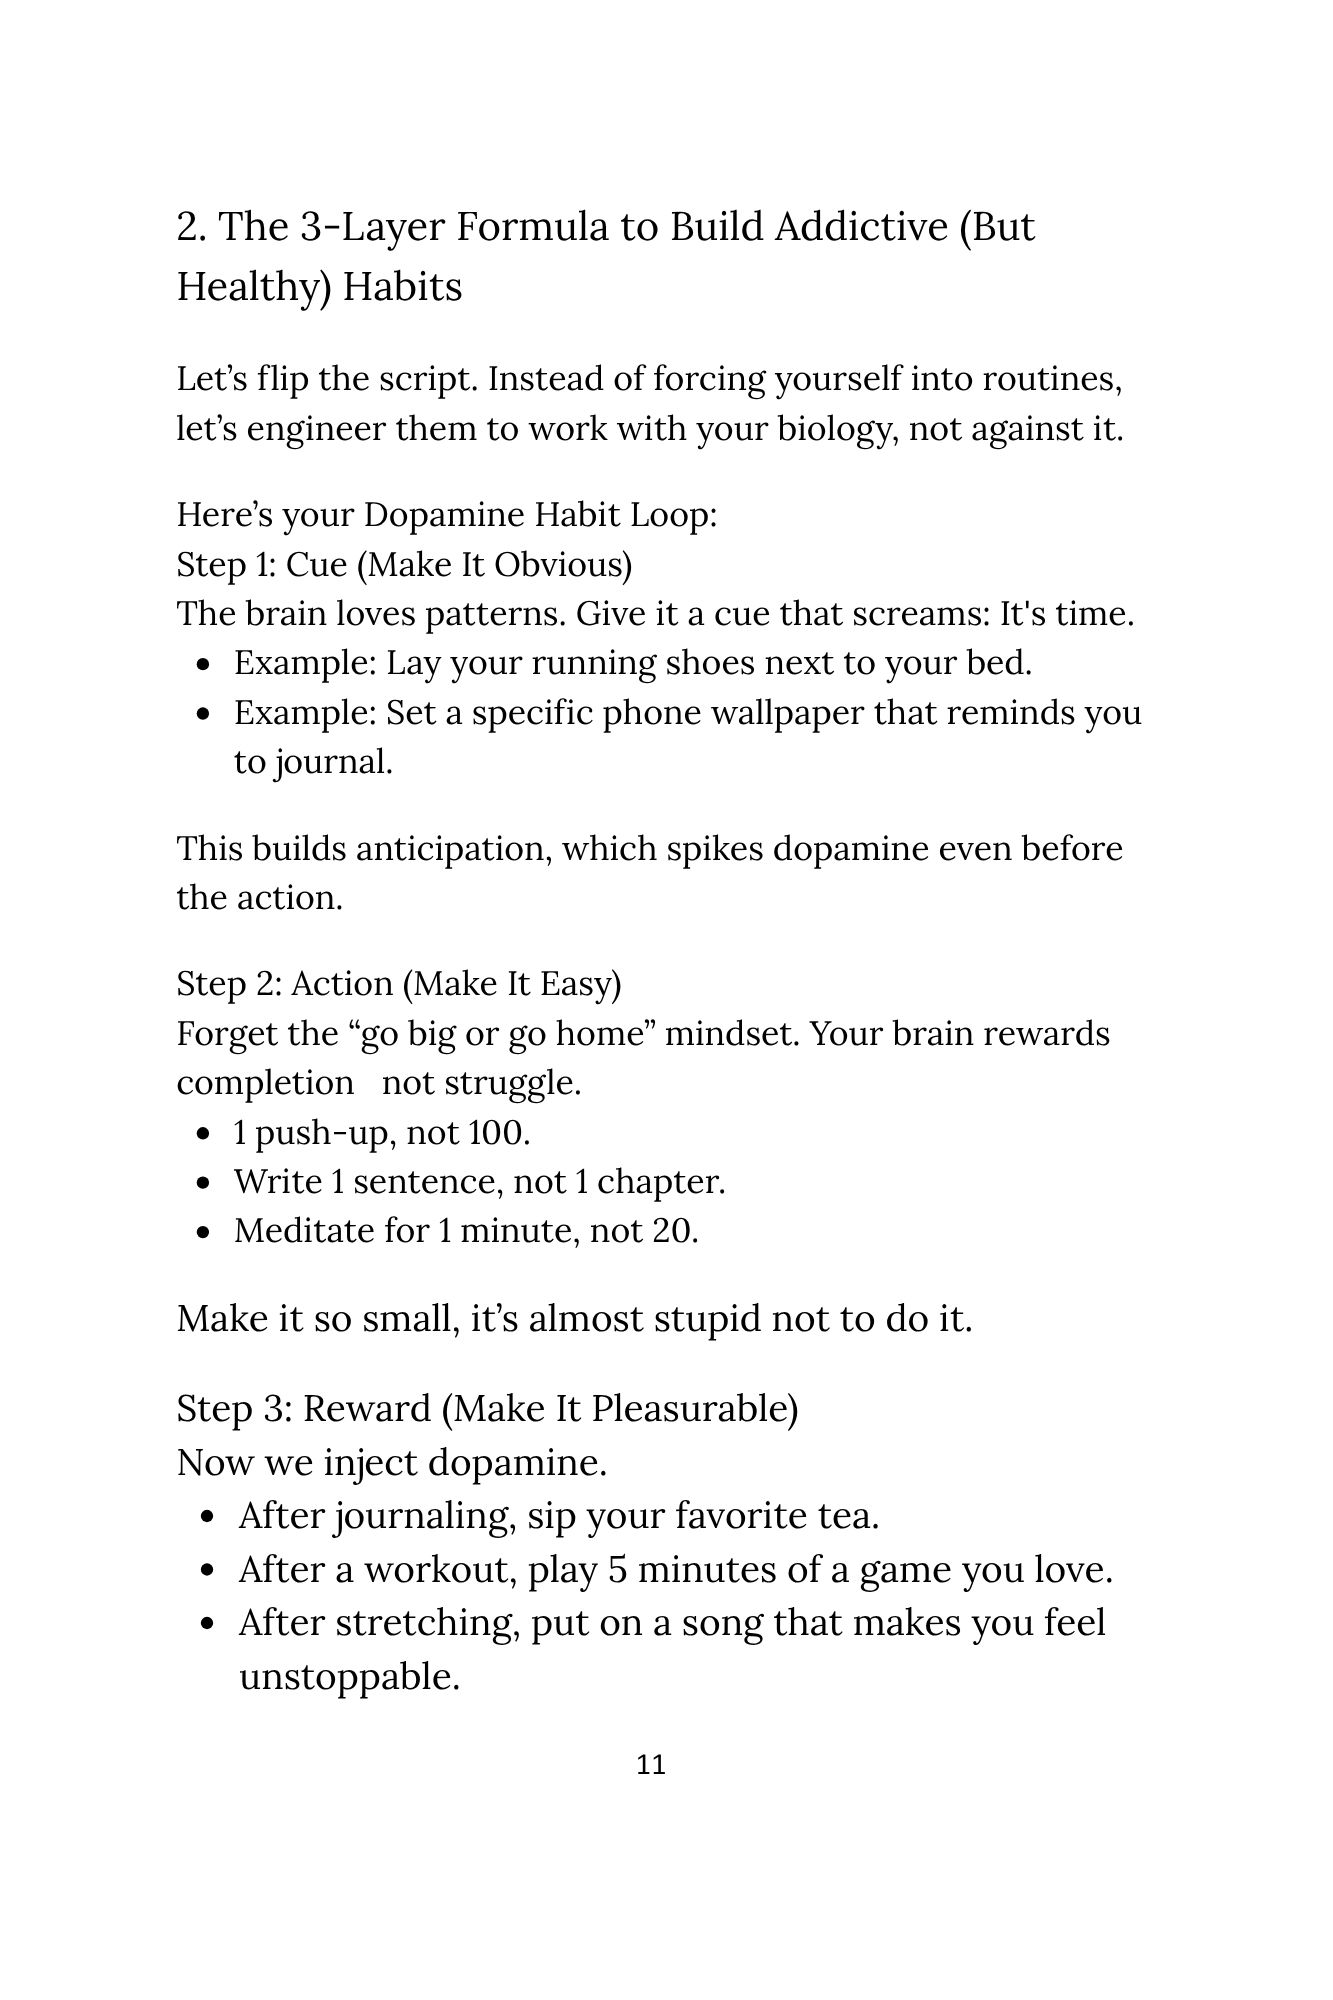 2. The 3-Layer Formula to Build Addictive (But
Healthy) Habits
Let’s flip the script. Instead of forcing yourself into routines,
let’s engineer them to work with your biology, not against it.
Here’s your Dopamine Habit Loop:
Step 1: Cue (Make It Obvious)
The brain loves patterns. Give it a cue that screams: It's time.
• Example: Lay your running shoes next to your bed.
• Example: Set a specific phone wallpaper that reminds you
to journal.
This builds anticipation, which spikes dopamine even before
the action.
Step 2: Action (Make It Easy)
Forget the “go big or go home” mindset. Your brain rewards
completion   not struggle.
• 1 push-up, not 100.
• Write 1 sentence, not 1 chapter.
• Meditate for 1 minute, not 20.
Make it so small, it’s almost stupid not to do it.
Step 3: Reward (Make It Pleasurable)
Now we inject dopamine.
• After journaling, sip your favorite tea.
• After a workout, play 5 minutes of a game you love.
• After stretching, put on a song that makes you feel
unstoppable.
11